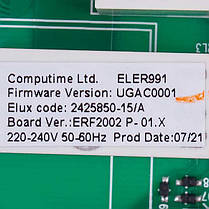 Computime Ltd. ELER991
Firmware Version: UGAC0001
Elux code: 2425850-15/A
Board Ver.:ERF2002 P- 01.X
220-240V 50-60Hz Prod Date:07/21